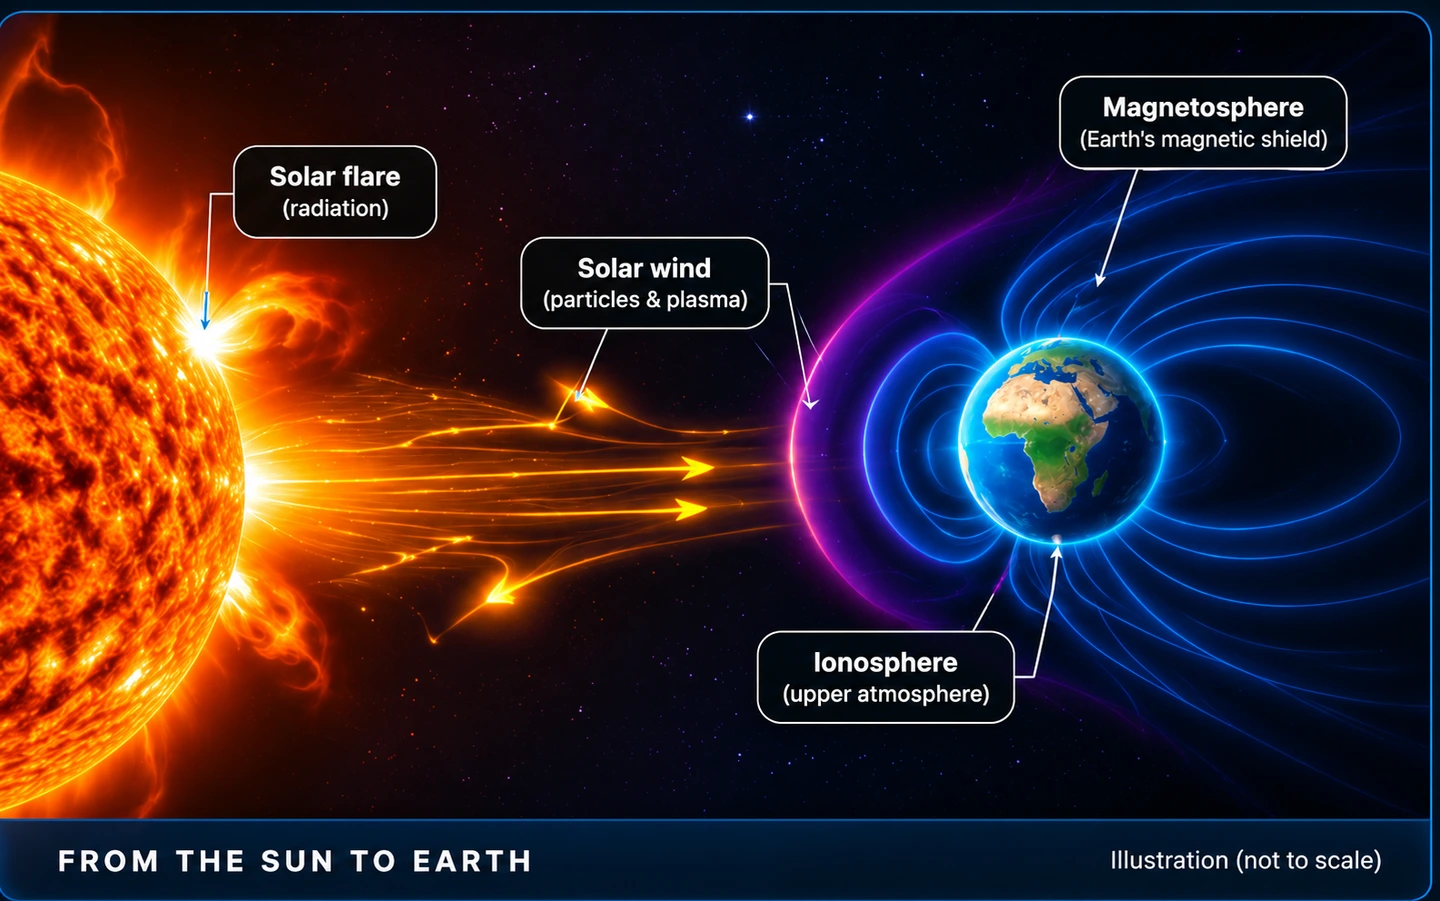 Magnetosphere
(Earth's magnetic shield)
Solar flare
(radiation)
Solar wind
(particles & plasma)
Ionosphere
(upper atmosphere)
FROM THE SUN TO EARTH
Illustration (not to scale)